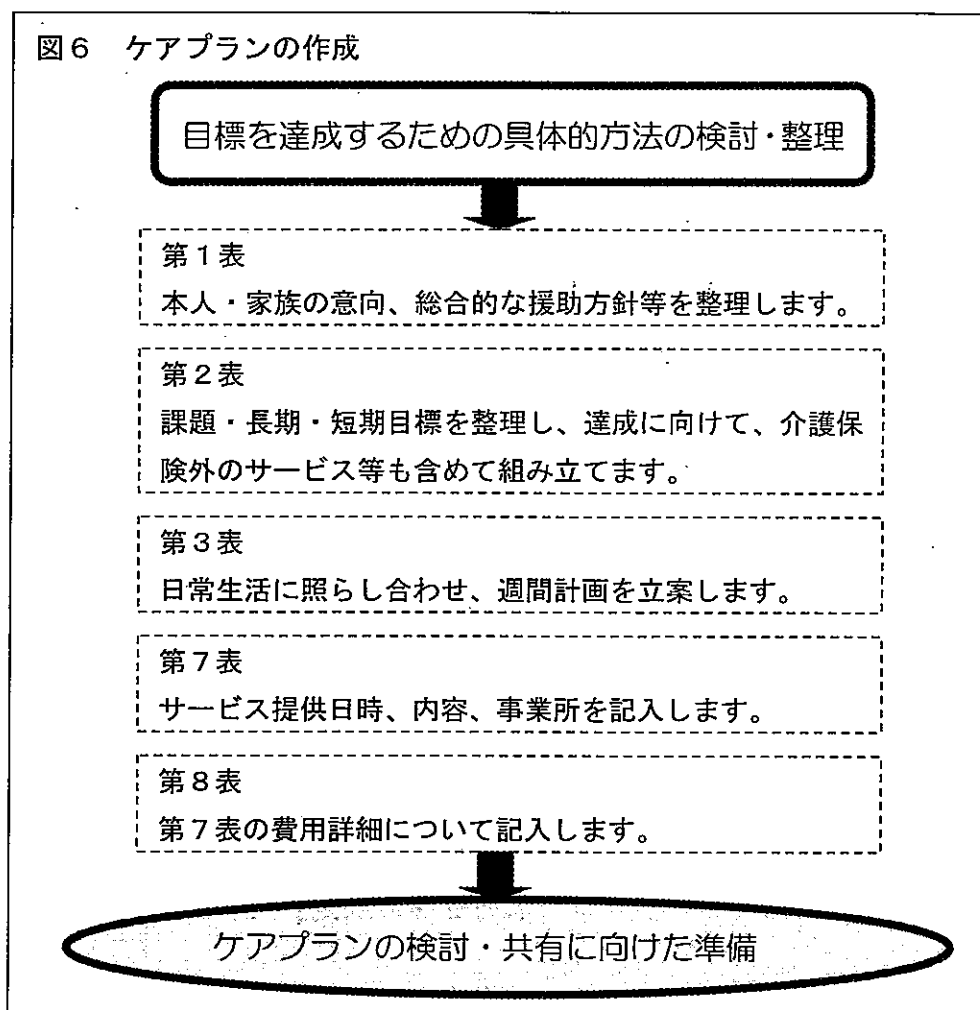 図6 ケアプランの作成
目標を達成するための具体的方法の検討・整理
第1表
本人・家族の意向、総合的な援助方針等を整理します。
第2表
課題・長期・短期目標を整理し、達成に向けて、介護保
険外のサービス等も含めて組み立てます。
第3表
日常生活に照らし合わせ、週間計画を立案します。
第7表
サービス提供日時、内容、事業所を記入します。
第8表
第7表の費用詳細について記入します。
ケアプランの検討・共有に向けた準備